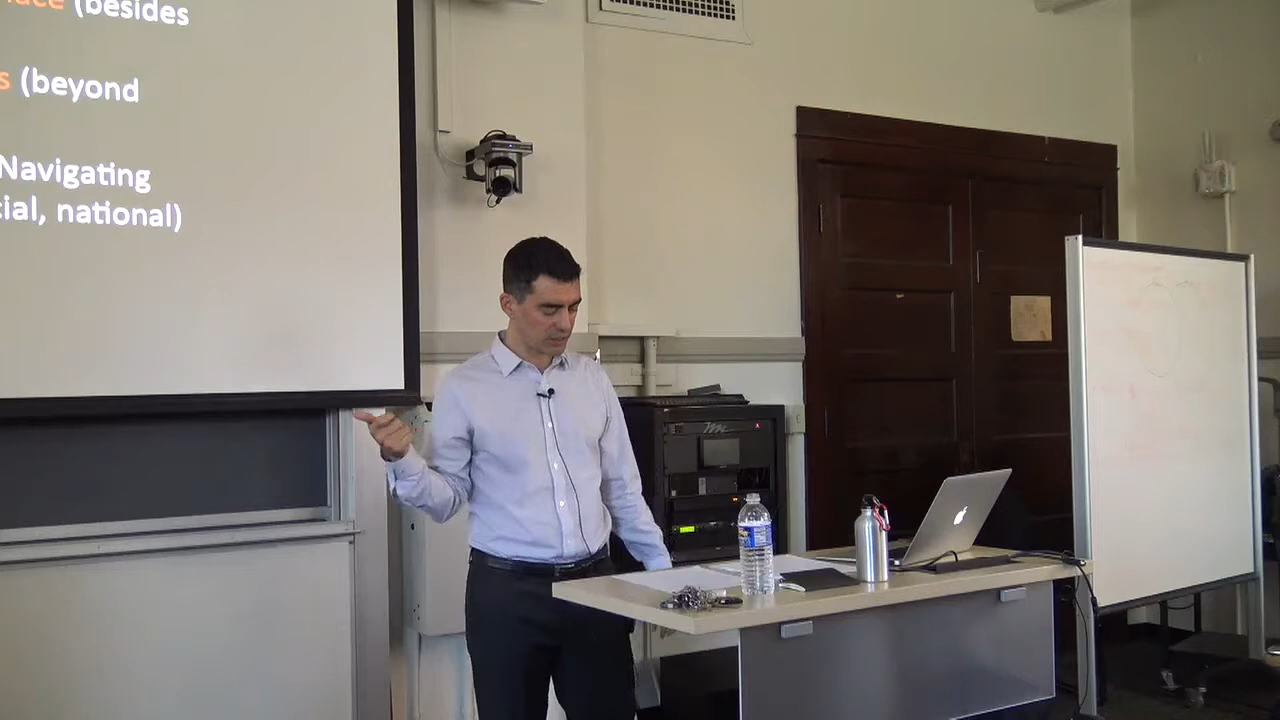 (besides
(beyond
Navigating
cial, national)